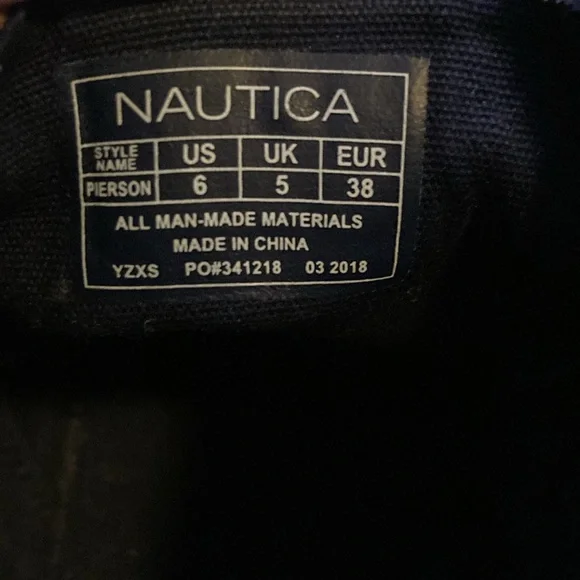 NAUTICA
STYLE NAME US UK EUR
PIERSON 6 5 38
ALL MAN-MADE MATERIALS
MADE IN CHINA
YZXS PO#341218 03 2018